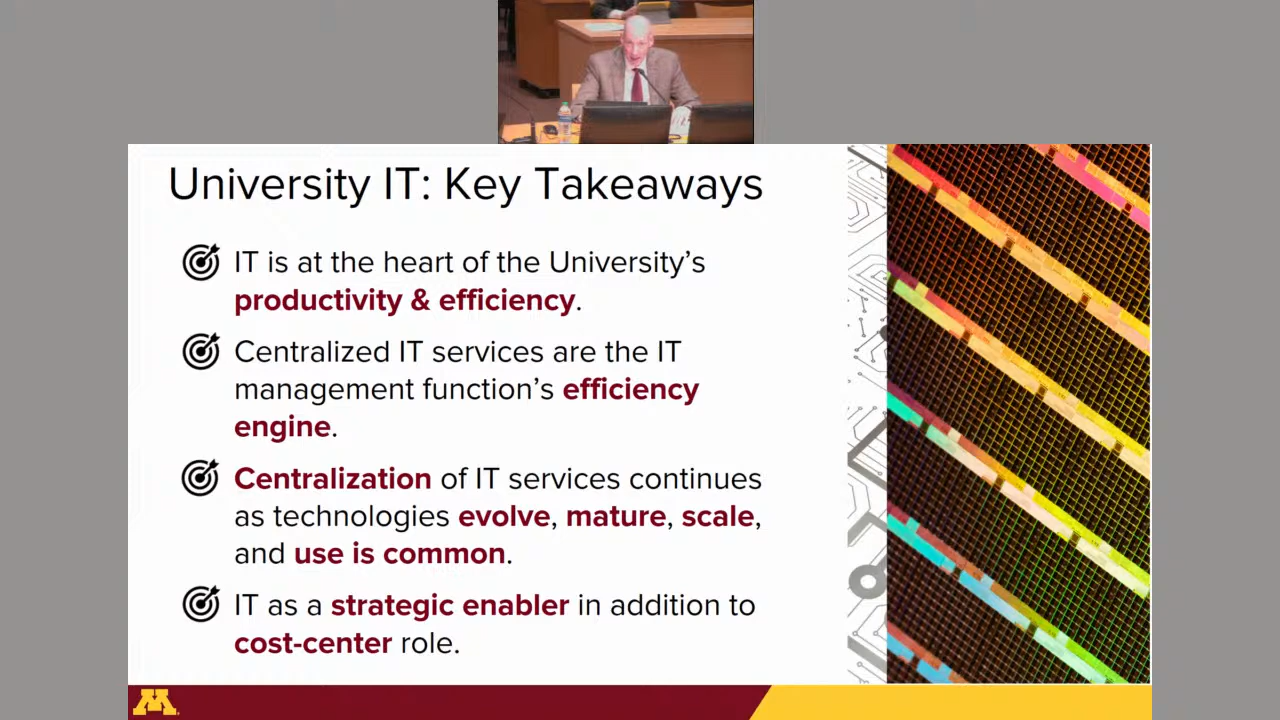 University IT: Key Takeaways
IT is at the heart of the University's
productivity & efficiency.
Centralized IT services are the IT
management function's efficiency
engine.
Centralization of IT services continues
as technologies evolve, mature, scale,
and use is common.
IT as a strategic enabler in addition to
cost-center role.
M